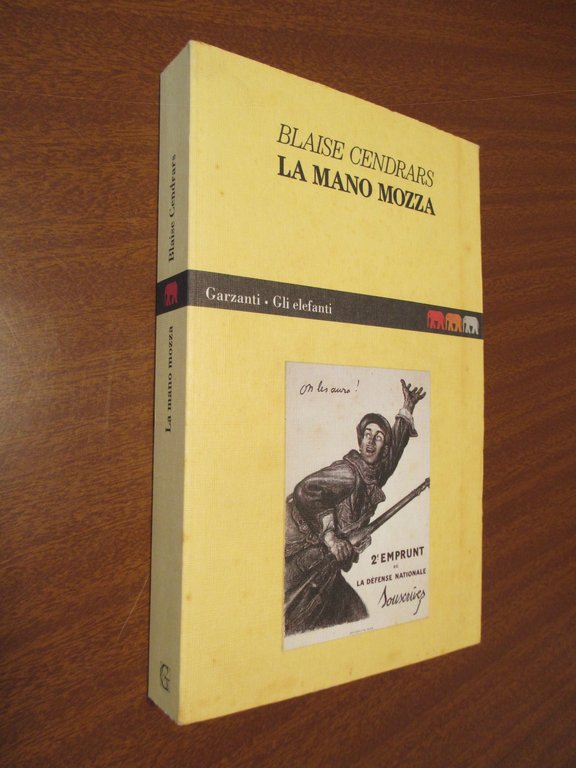 BLAISE CENDRARS
LA MANO MOZZA
Garzanti • Gli elefanti
on les aura !
2e EMPRUNT
DE
LA DÉFENSE NATIONALE
Souscrivez
Blaise Cendrars
La mano mozza
G